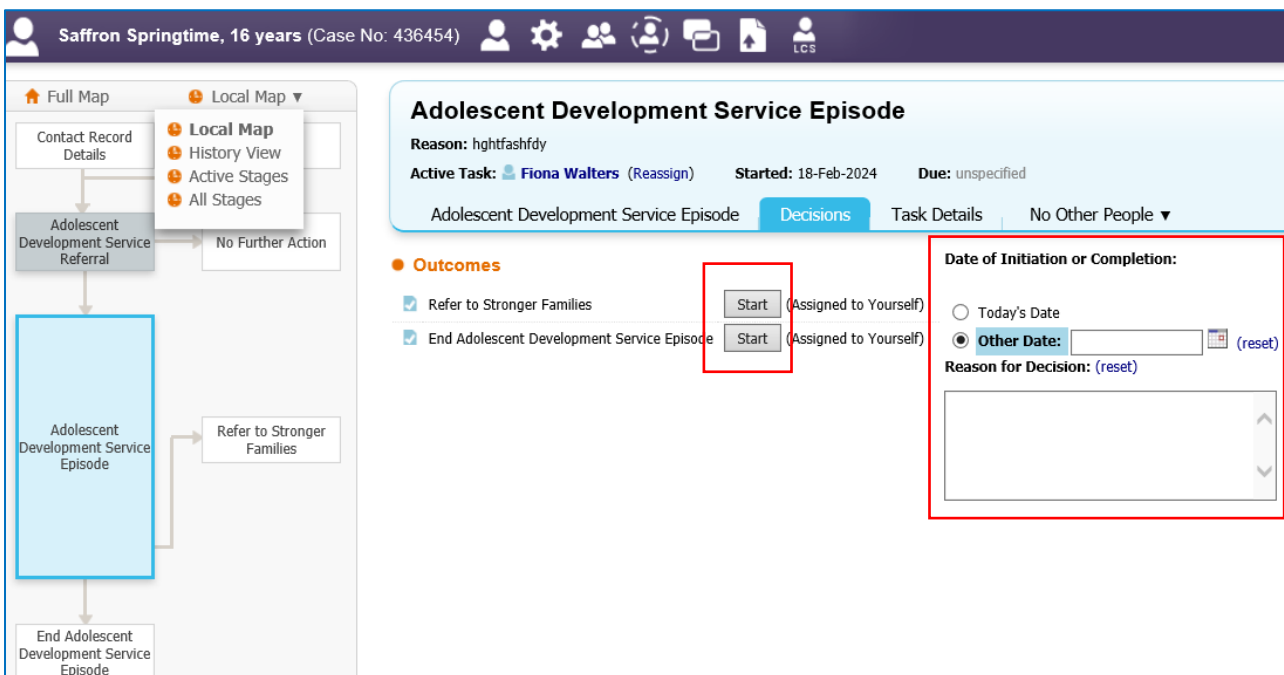 Saffron Springtime, 16 years (Case No: 436454)
LCS
Full Map
Local Map ▼
Local Map
History View
Active Stages
All Stages
Contact Record
Details
Adolescent
Development Service
Referral
No Further Action
Adolescent
Development Service
Episode
Refer to Stronger
Families
End Adolescent
Development Service
Episode
Adolescent Development Service Episode
Reason: hghtfashfdy
Active Task: Fiona Walters (Reassign) Started: 18-Feb-2024 Due: unspecified
Adolescent Development Service Episode Decisions Task Details No Other People ▼
Outcomes
Refer to Stronger Families Start (Assigned to Yourself)
End Adolescent Development Service Episode Start (Assigned to Yourself)
Date of Initiation or Completion:
Today's Date
Other Date: (reset)
Reason for Decision: (reset)